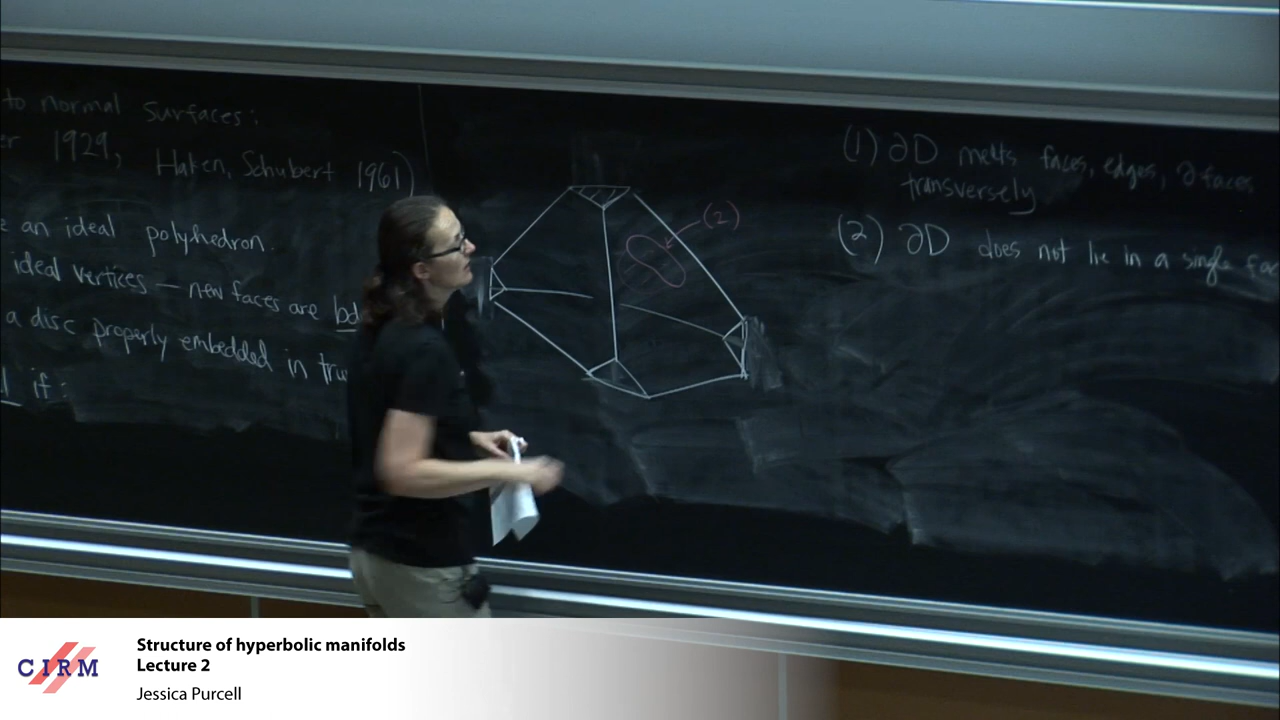 to normal surfaces:
er 1929, Haken, Schubert 1961)
e an ideal polyhedron.
ideal vertices — new faces are bd
a disc properly embedded in tru
l if:
(2)
(1) ∂D meets faces, edges, ∂faces
transversely
(2) ∂D does not lie in a single fac
CIRM
Structure of hyperbolic manifolds
Lecture 2
Jessica Purcell